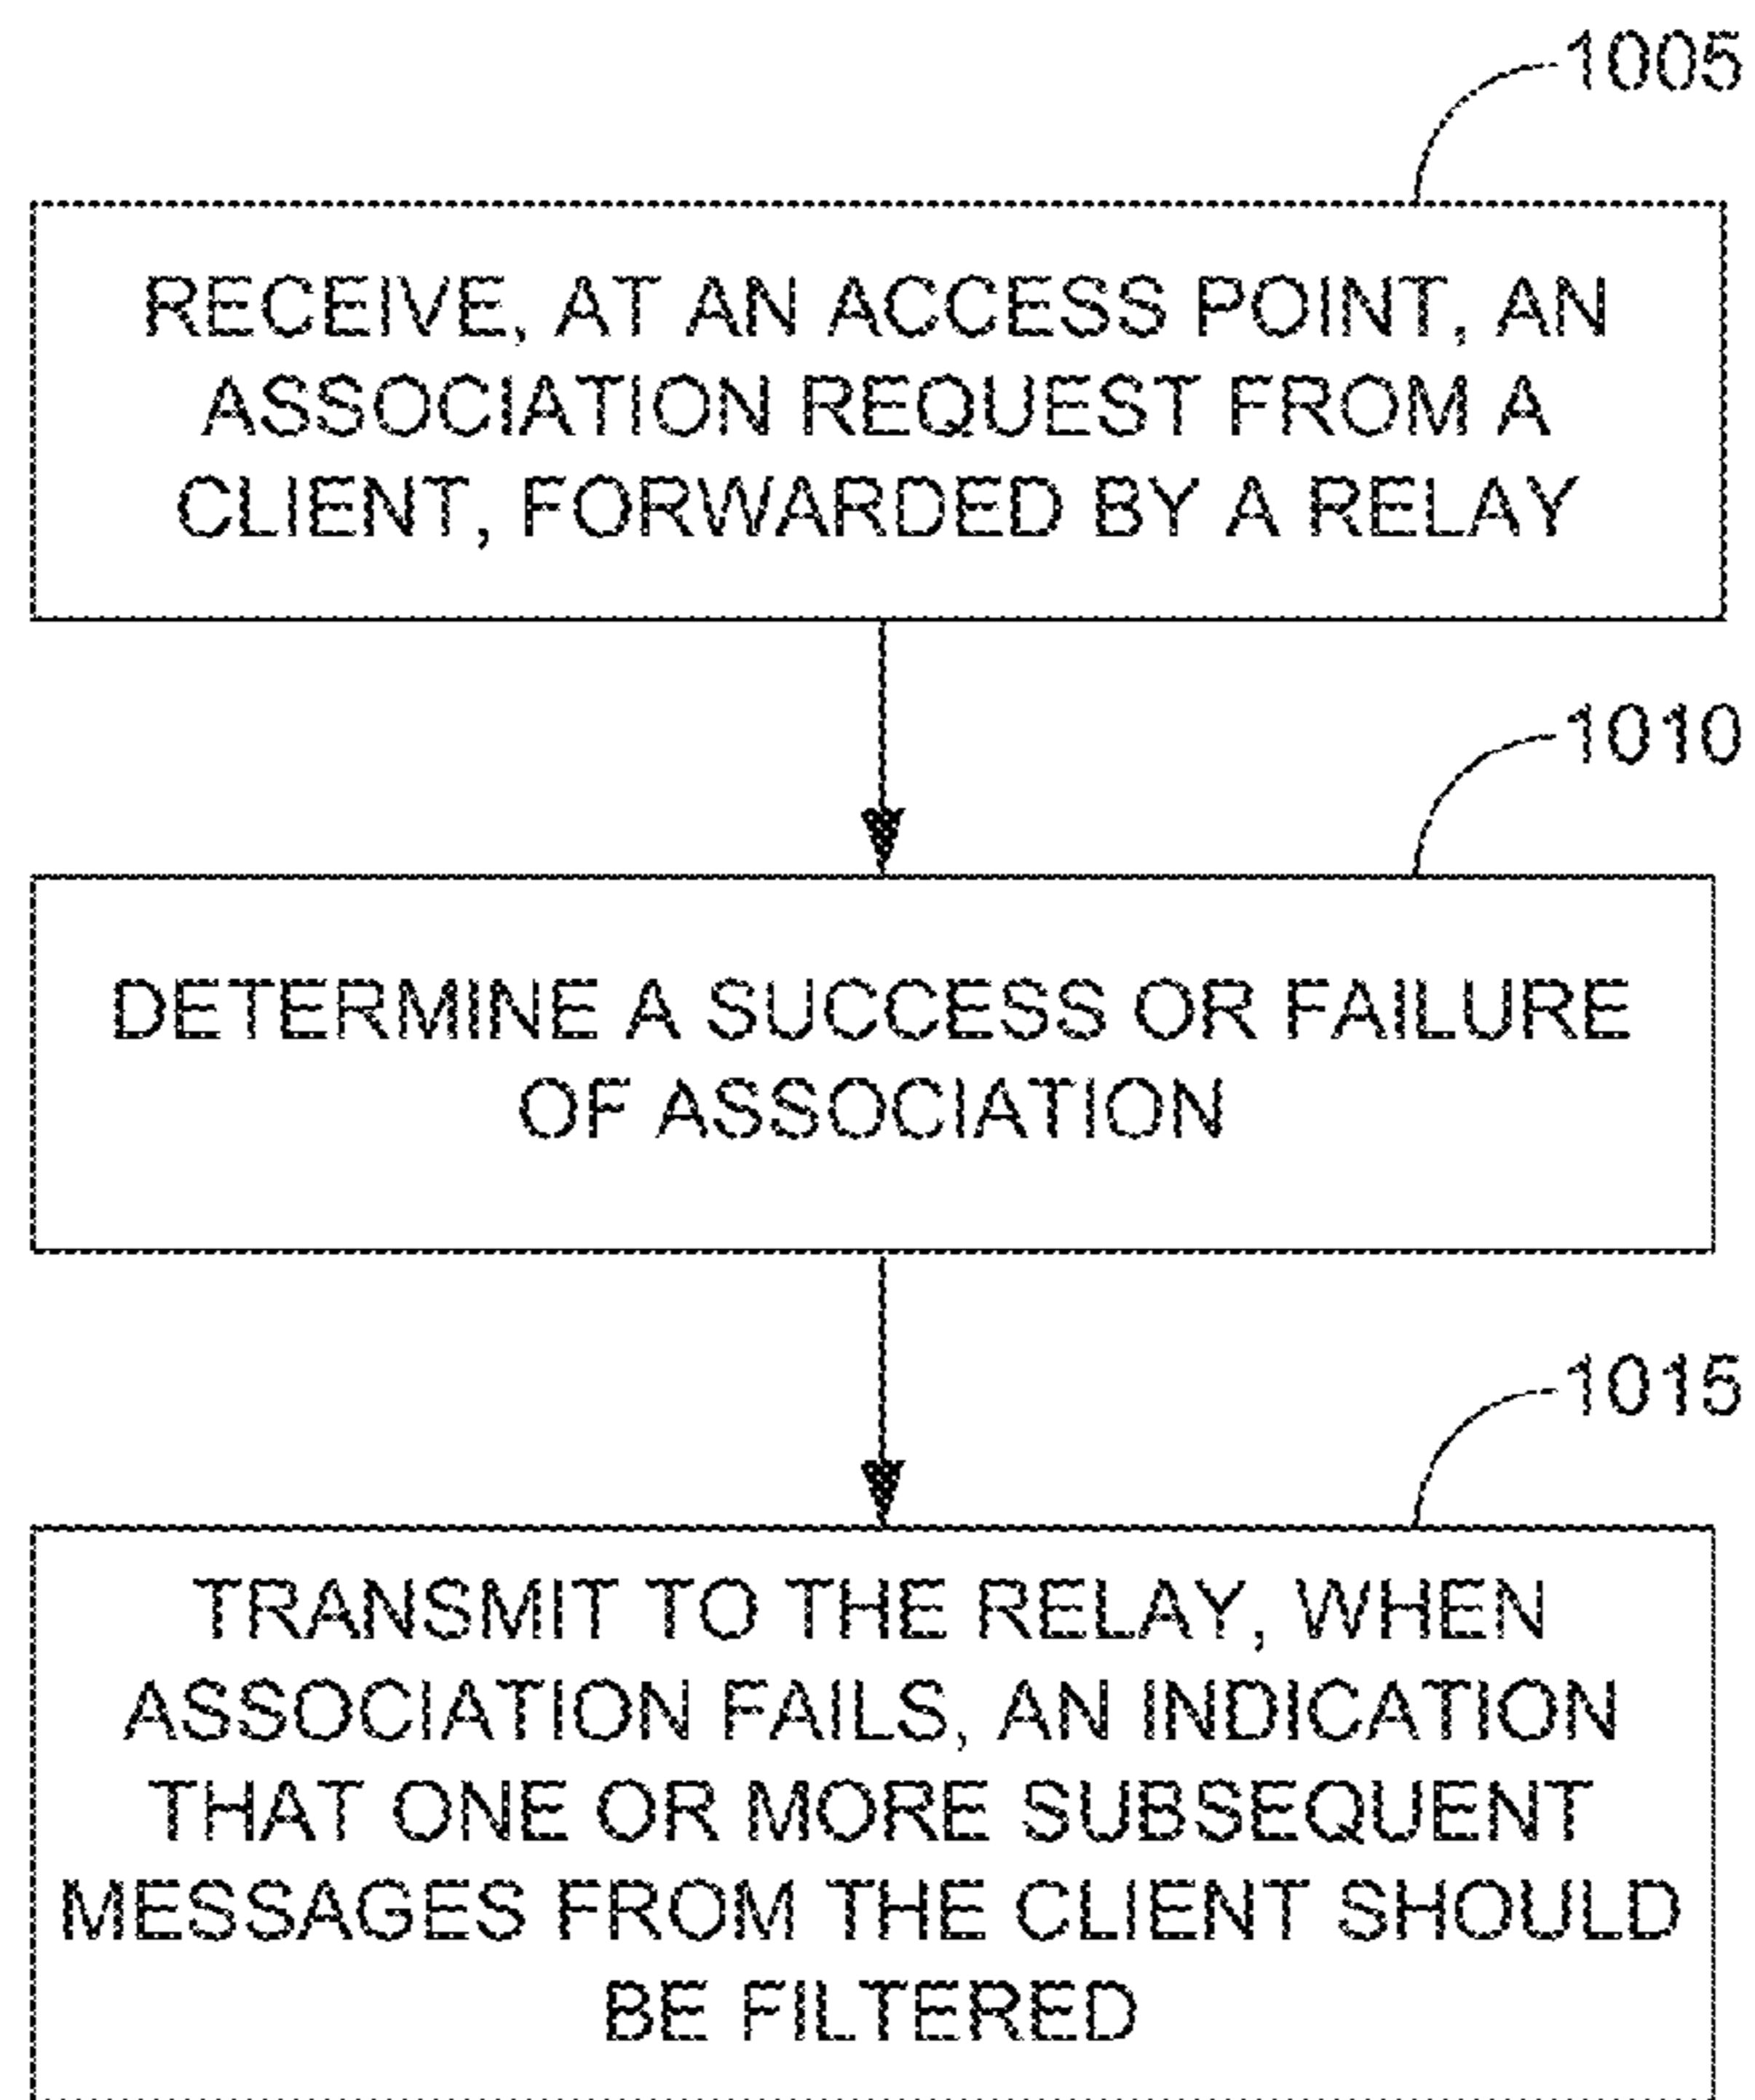 1005
RECEIVE, AT AN ACCESS POINT, AN
ASSOCIATION REQUEST FROM A
CLIENT, FORWARDED BY A RELAY
1010
DETERMINE A SUCCESS OR FAILURE
OF ASSOCIATION
1015
TRANSMIT TO THE RELAY, WHEN
ASSOCIATION FAILS, AN INDICATION
THAT ONE OR MORE SUBSEQUENT
MESSAGES FROM THE CLIENT SHOULD
BE FILTERED